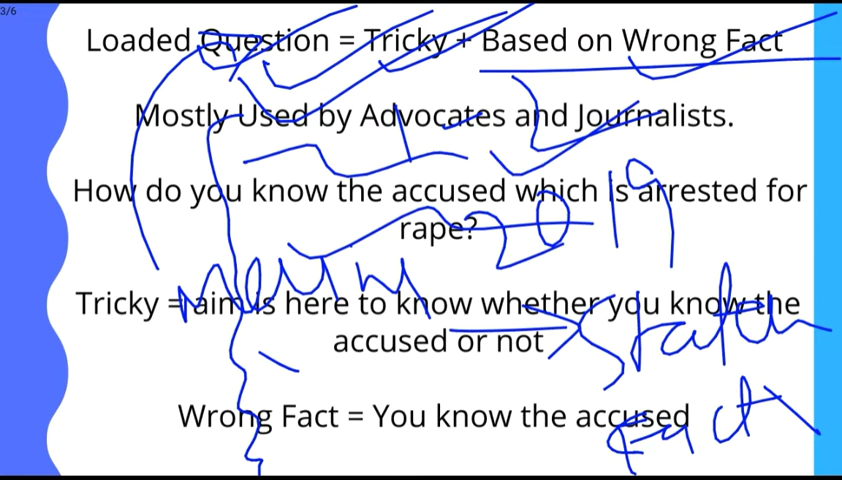 3/6
Loaded Question = Tricky + Based on Wrong Fact
Mostly Used by Advocates and Journalists.
How do you know the accused which is arrested for
rape?
2019
Tricky = aim is here to know whether you know the
accused or not
Wrong Fact = You know the accused
Fact